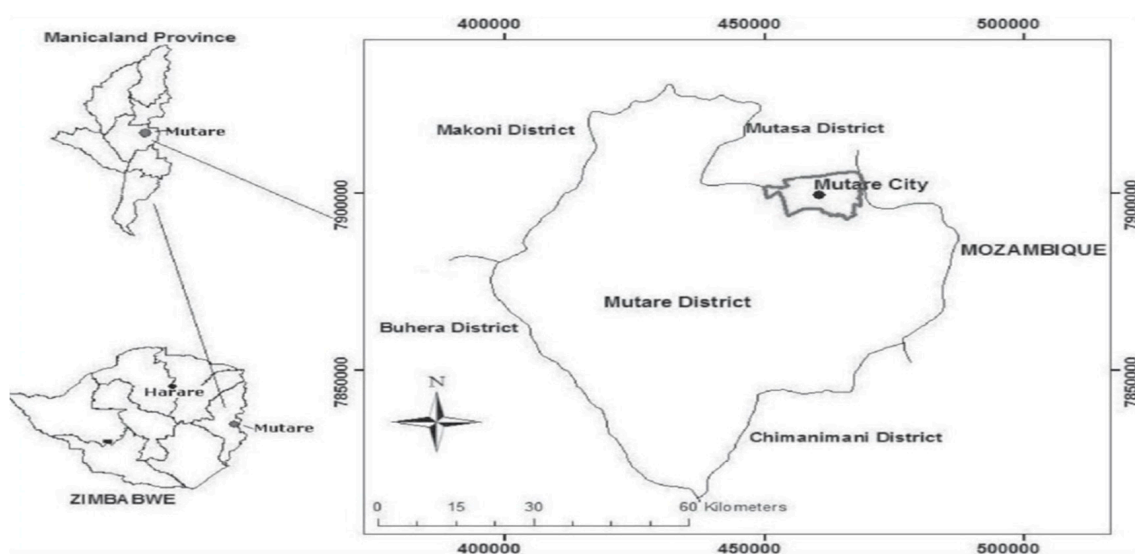 Manicaland Province
Mutare
Harare
Mutare
ZIMBABWE
400000
450000
500000
Makoni District
Mutasa District
Mutare City
7900000
7900000
MOZAMBIQUE
Mutare District
Buhera District
7850000
7850000
N
Chimanimani District
0
15
30
60 Kilometers
400000
450000
500000